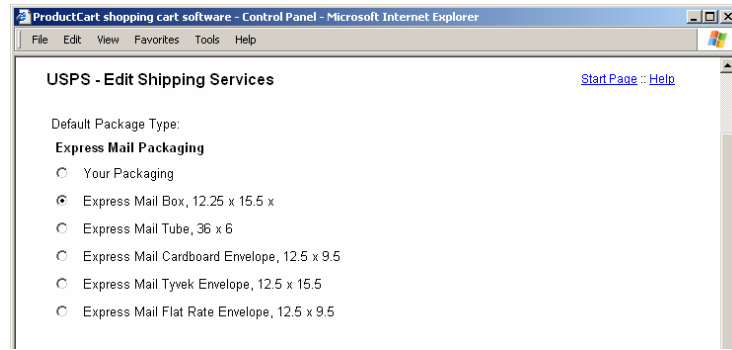 ProductCart shopping cart software - Control Panel - Microsoft Internet Explorer
File Edit View Favorites Tools Help
USPS - Edit Shipping Services Start Page :: Help
Default Package Type:
Express Mail Packaging
Your Packaging
Express Mail Box, 12.25 x 15.5 x
Express Mail Tube, 36 x 6
Express Mail Cardboard Envelope, 12.5 x 9.5
Express Mail Tyvek Envelope, 12.5 x 15.5
Express Mail Flat Rate Envelope, 12.5 x 9.5